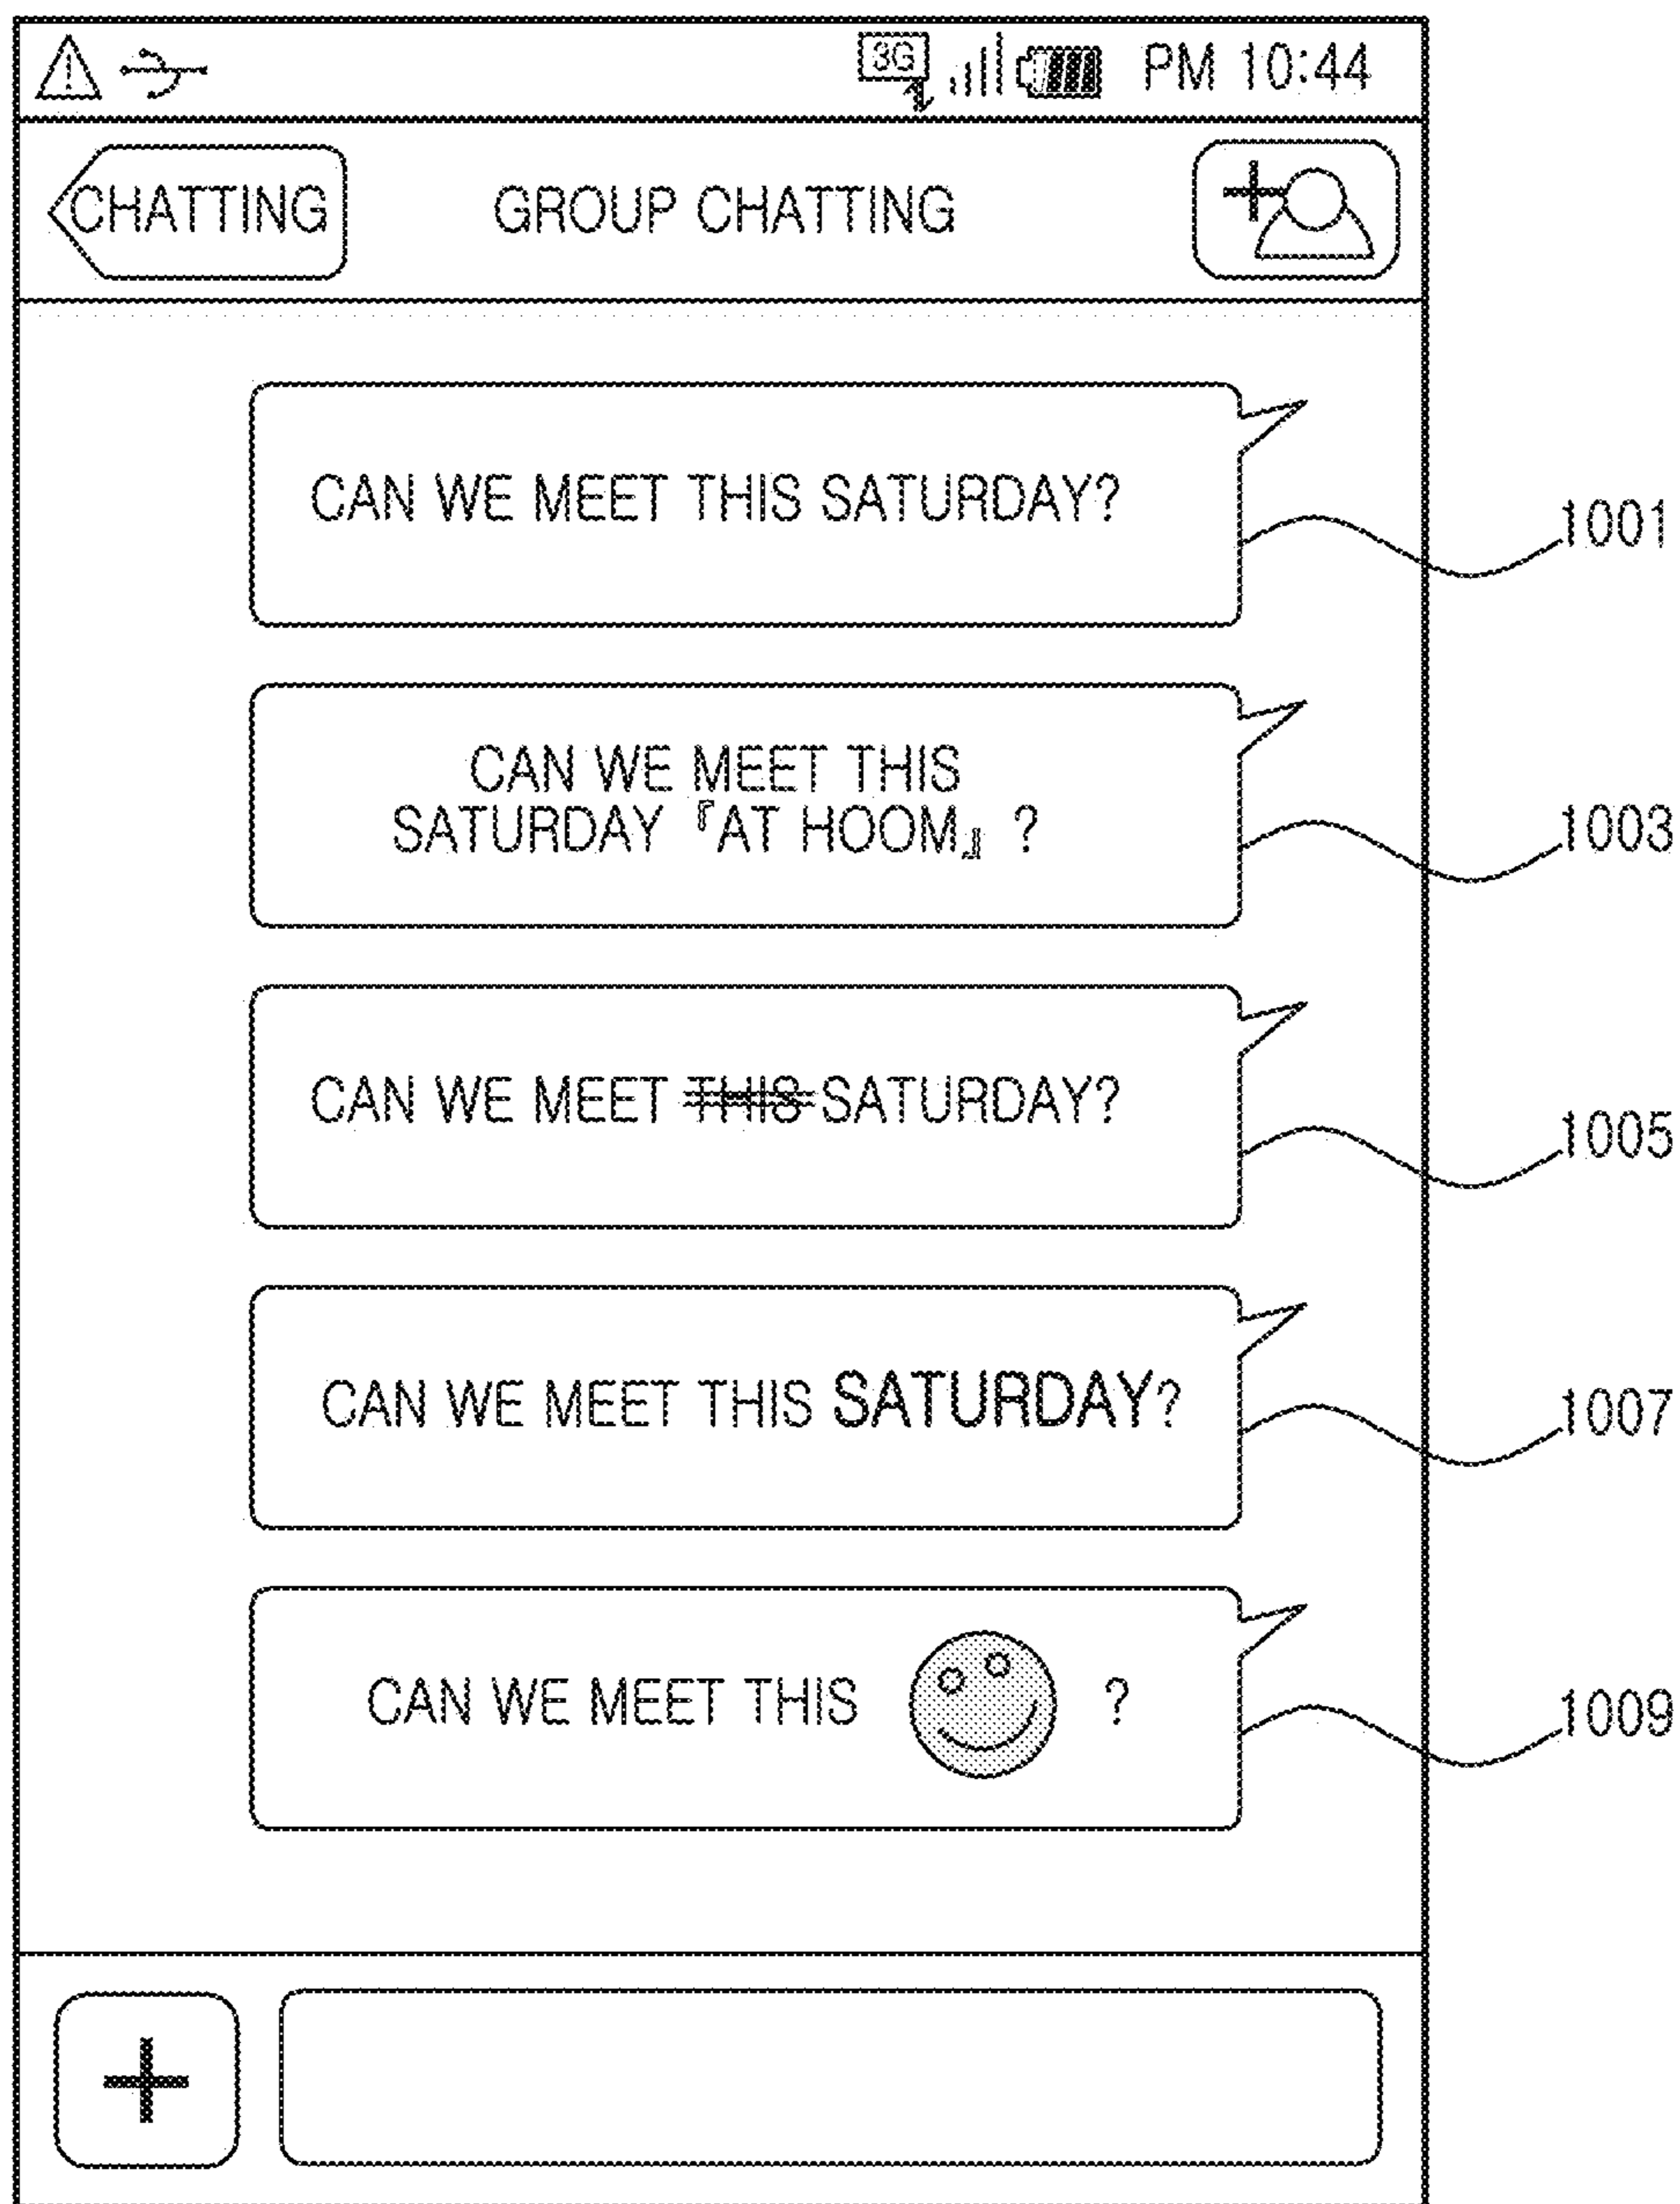 3G PM 10:44
CHATTING GROUP CHATTING
CAN WE MEET THIS SATURDAY?
1001
CAN WE MEET THIS
SATURDAY『AT HOOM』?
1003
CAN WE MEET THIS SATURDAY?
1005
CAN WE MEET THIS SATURDAY?
1007
CAN WE MEET THIS ?
1009